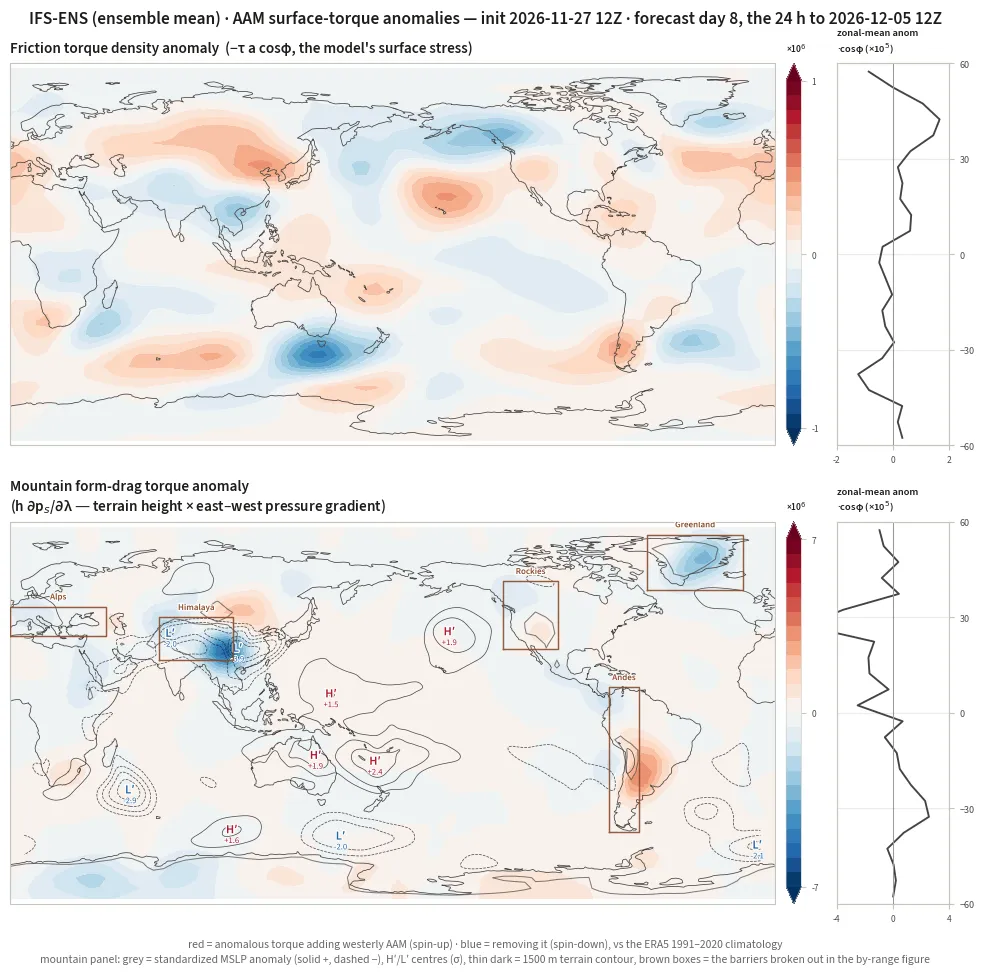 IFS-ENS (ensemble mean) · AAM surface-torque anomalies — init 2026-11-27 12Z · forecast day 8, the 24 h to 2026-12-05 12Z
Friction torque density anomaly (−τ a cosϕ, the model's surface stress)
×10⁶
zonal-mean anom
·cosϕ (×10⁵)
1
0
-1
60
30
0
−30
−60
-2
0
2
Mountain form-drag torque anomaly
(h ∂pₛ/∂λ — terrain height × east–west pressure gradient)
×10⁶
zonal-mean anom
·cosϕ (×10⁵)
Greenland
Rockies
Alps
Himalaya
Andes
L′
L′
H′
+1.9
H′
+1.5
H′
+1.9
H′
+2.4
L′
-2.9
H′
+1.6
L′
-2.0
L′
-2.1
7
0
-7
60
30
0
−30
−60
-4
0
4
red = anomalous torque adding westerly AAM (spin-up) · blue = removing it (spin-down), vs the ERA5 1991–2020 climatology
mountain panel: grey = standardized MSLP anomaly (solid +, dashed −), H′/L′ centres (σ), thin dark = 1500 m terrain contour, brown boxes = the barriers broken out in the by-range figure